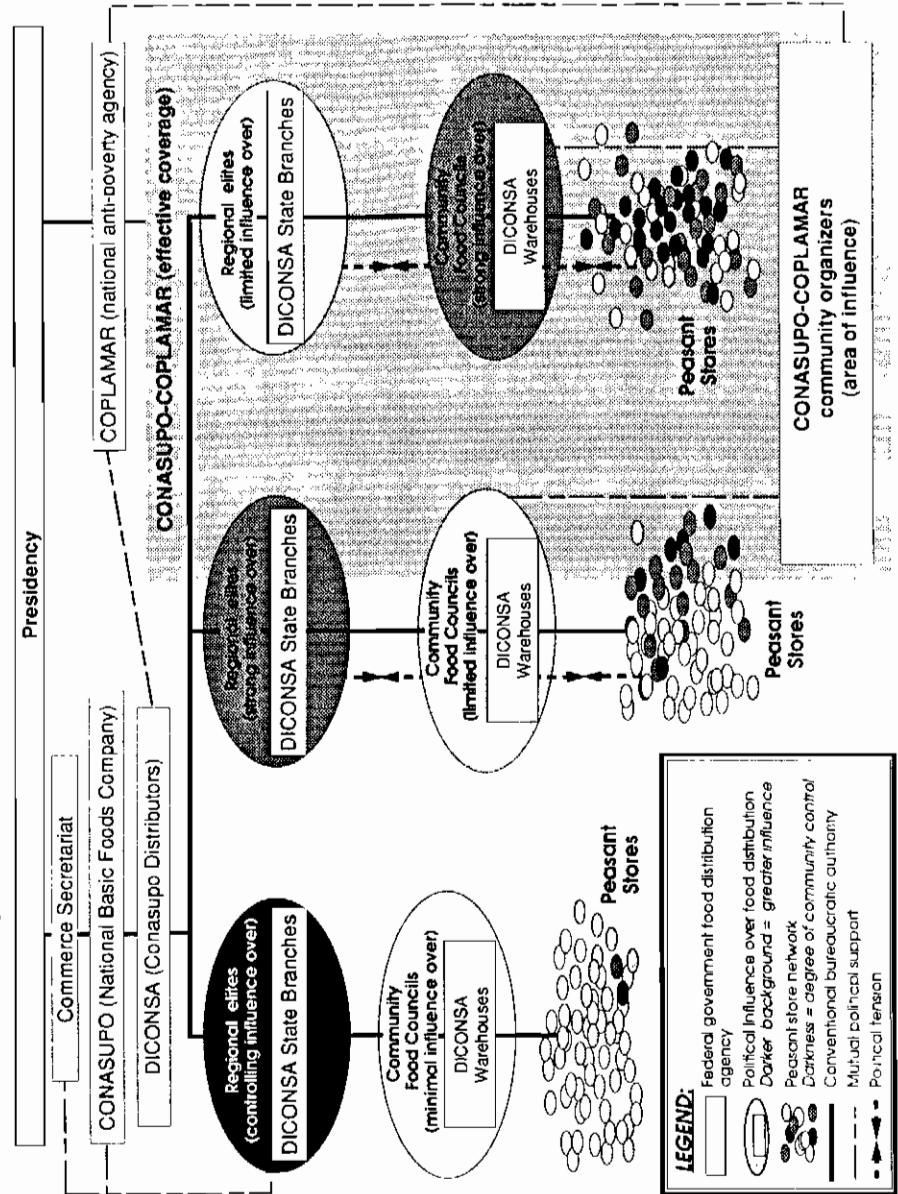 Presidency
Commerce Secretariat
CONASUPO (National Basic Foods Company)
DICONSA (Conasupo Distributors)
COPLAMAR (national anti-poverty agency)
CONASUPO-COPLAMAR (effective coverage)
Regional elites
(controlling influence over)
DICONSA State Branches
Regional elites
(strong influence over)
DICONSA State Branches
Regional elites
(limited influence over)
DICONSA State Branches
Community
Food Councils
(minimal influence over)
DICONSA
Warehouses
Community
Food Councils
(limited influence over)
DICONSA
Warehouses
Community
Food Councils
(strong influence over)
DICONSA
Warehouses
Peasant
Stores
Peasant
Stores
Peasant
Stores
CONASUPO-COPLAMAR
community organizers
(area of influence)
LEGEND:
Federal government food distribution
agency
Political Influence over food distribution
Darker background = greater influence
Peasant store network
Darkness = degree of community control
Conventional bureaucratic authority
Mutual political support
Political tension